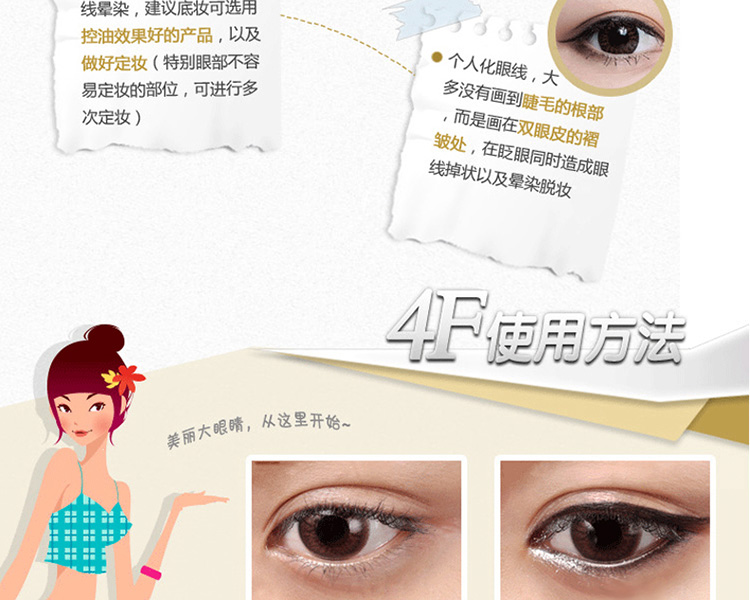 线晕染，建议底妆可选用
控油效果好的产品，以及
做好定妆（特别眼部不容
易定妆的部位，可进行多
次定妆）
个人化眼线，大
多没有画到睫毛的根部
，而是画在双眼皮的褶
皱处，在眨眼同时造成眼
线掉状以及晕染脱妆
4F使用方法
美丽大眼睛，从这里开始~